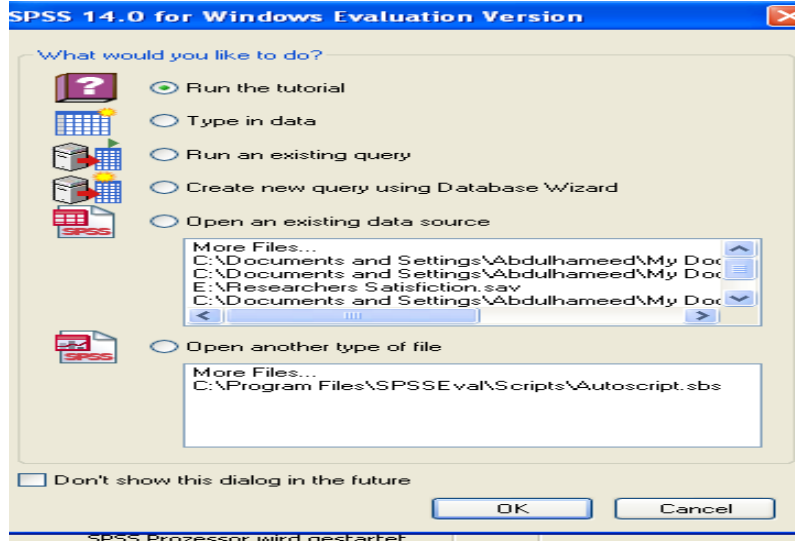 SPSS 14.0 for Windows Evaluation Version
What would you like to do?
Run the tutorial
Type in data
Run an existing query
Create new query using Database Wizard
Open an existing data source
More Files...
C:\Documents and Settings\Abdulhameed\My Doc
C:\Documents and Settings\Abdulhameed\My Doc
E:\Researchers Satisfiction.sav
C:\Documents and Settings\Abdulhameed\My Doc
Open another type of file
More Files...
C:\Program Files\SPSSEval\Scripts\Autoscript.sbs
Don't show this dialog in the future
OK Cancel
SPSS Prozessor wird gestartet
SPSS
SPSS